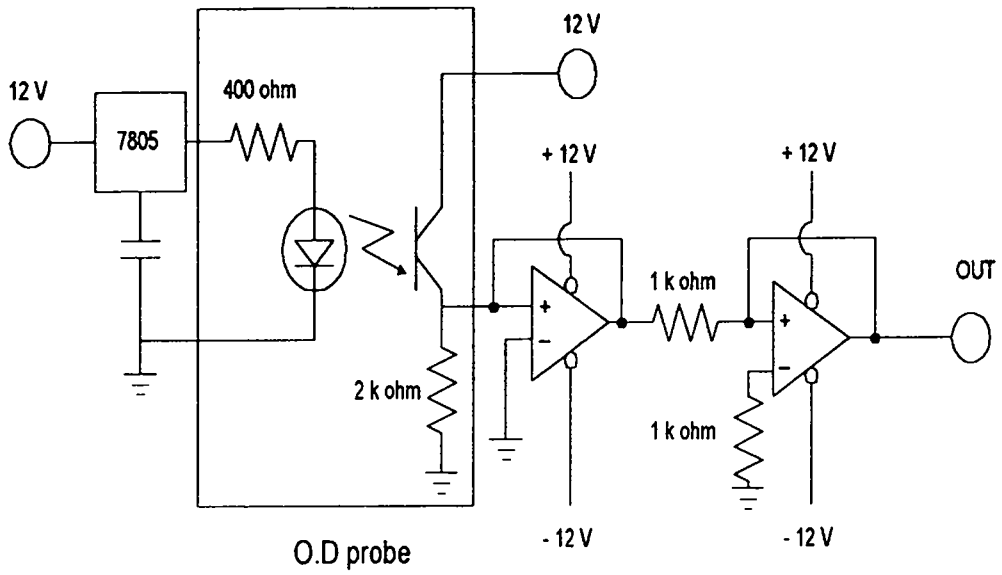 12 V
12 V
7805
400 ohm
+ 12 V
+ 12 V
OUT
1 k ohm
+
+
-
-
2 k ohm
1 k ohm
- 12 V
- 12 V
O.D probe